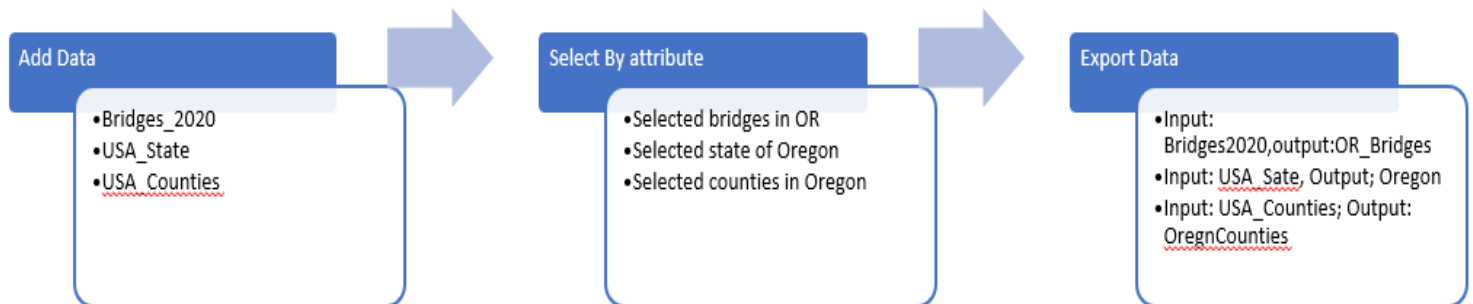 Add Data
•Bridges_2020
•USA_State
•USA_Counties
Select By attribute
•Selected bridges in OR
•Selected state of Oregon
•Selected counties in Oregon
Export Data
•Input:
Bridges2020,output:OR_Bridges
•Input: USA_Sate, Output; Oregon
•Input: USA_Counties; Output:
OregnCounties